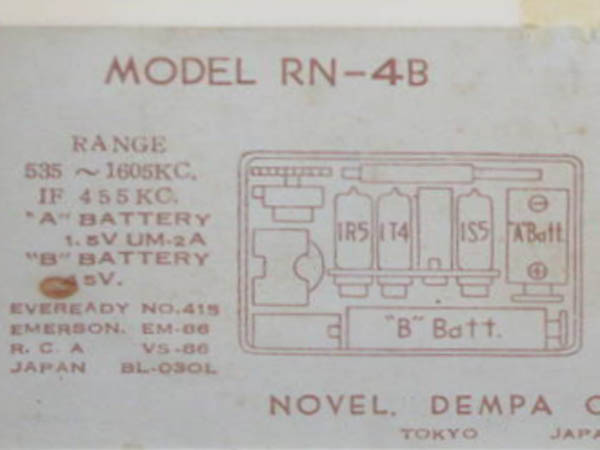 MODEL RN-4B
RANGE
535 ~ 1605KC.
IF 455KC.
"A" BATTERY
1.5V UM-2A
"B" BATTERY
5V.
EVEREADY NO.415
EMERSON. EM-86
R.C.A VS-86
JAPAN BL-030L
1R5 1T4 1S5 "A"Batt.
"B" Batt.
NOVEL. DEMPA
TOKYO